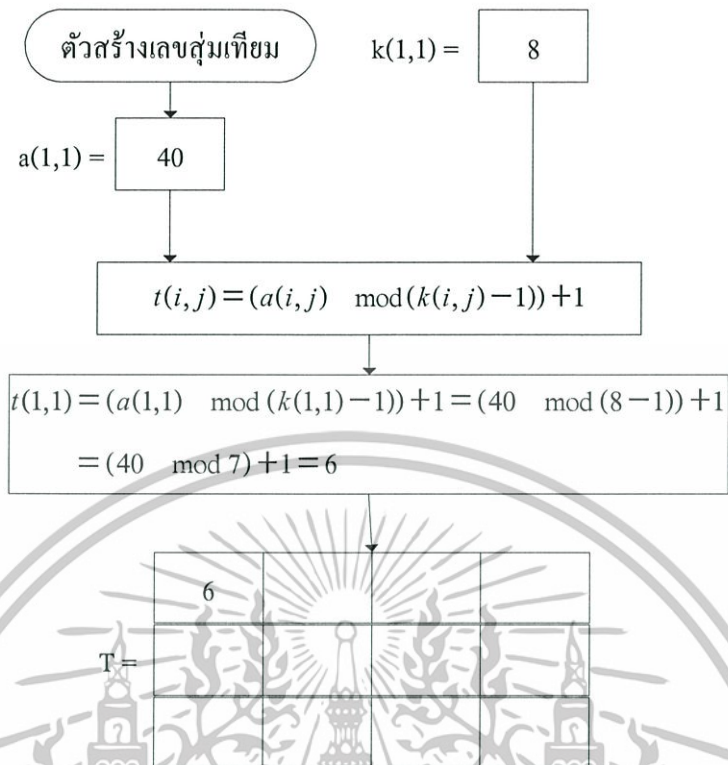 ตัวสร้างเลขสุ่มเทียม
k(1,1) = 8
a(1,1) = 40
t(i, j) = (a(i, j) mod (k(i, j) − 1)) + 1
t(1,1) = (a(1,1) mod (k(1,1) − 1)) + 1 = (40 mod (8 − 1)) + 1
= (40 mod 7) + 1 = 6
6
T =